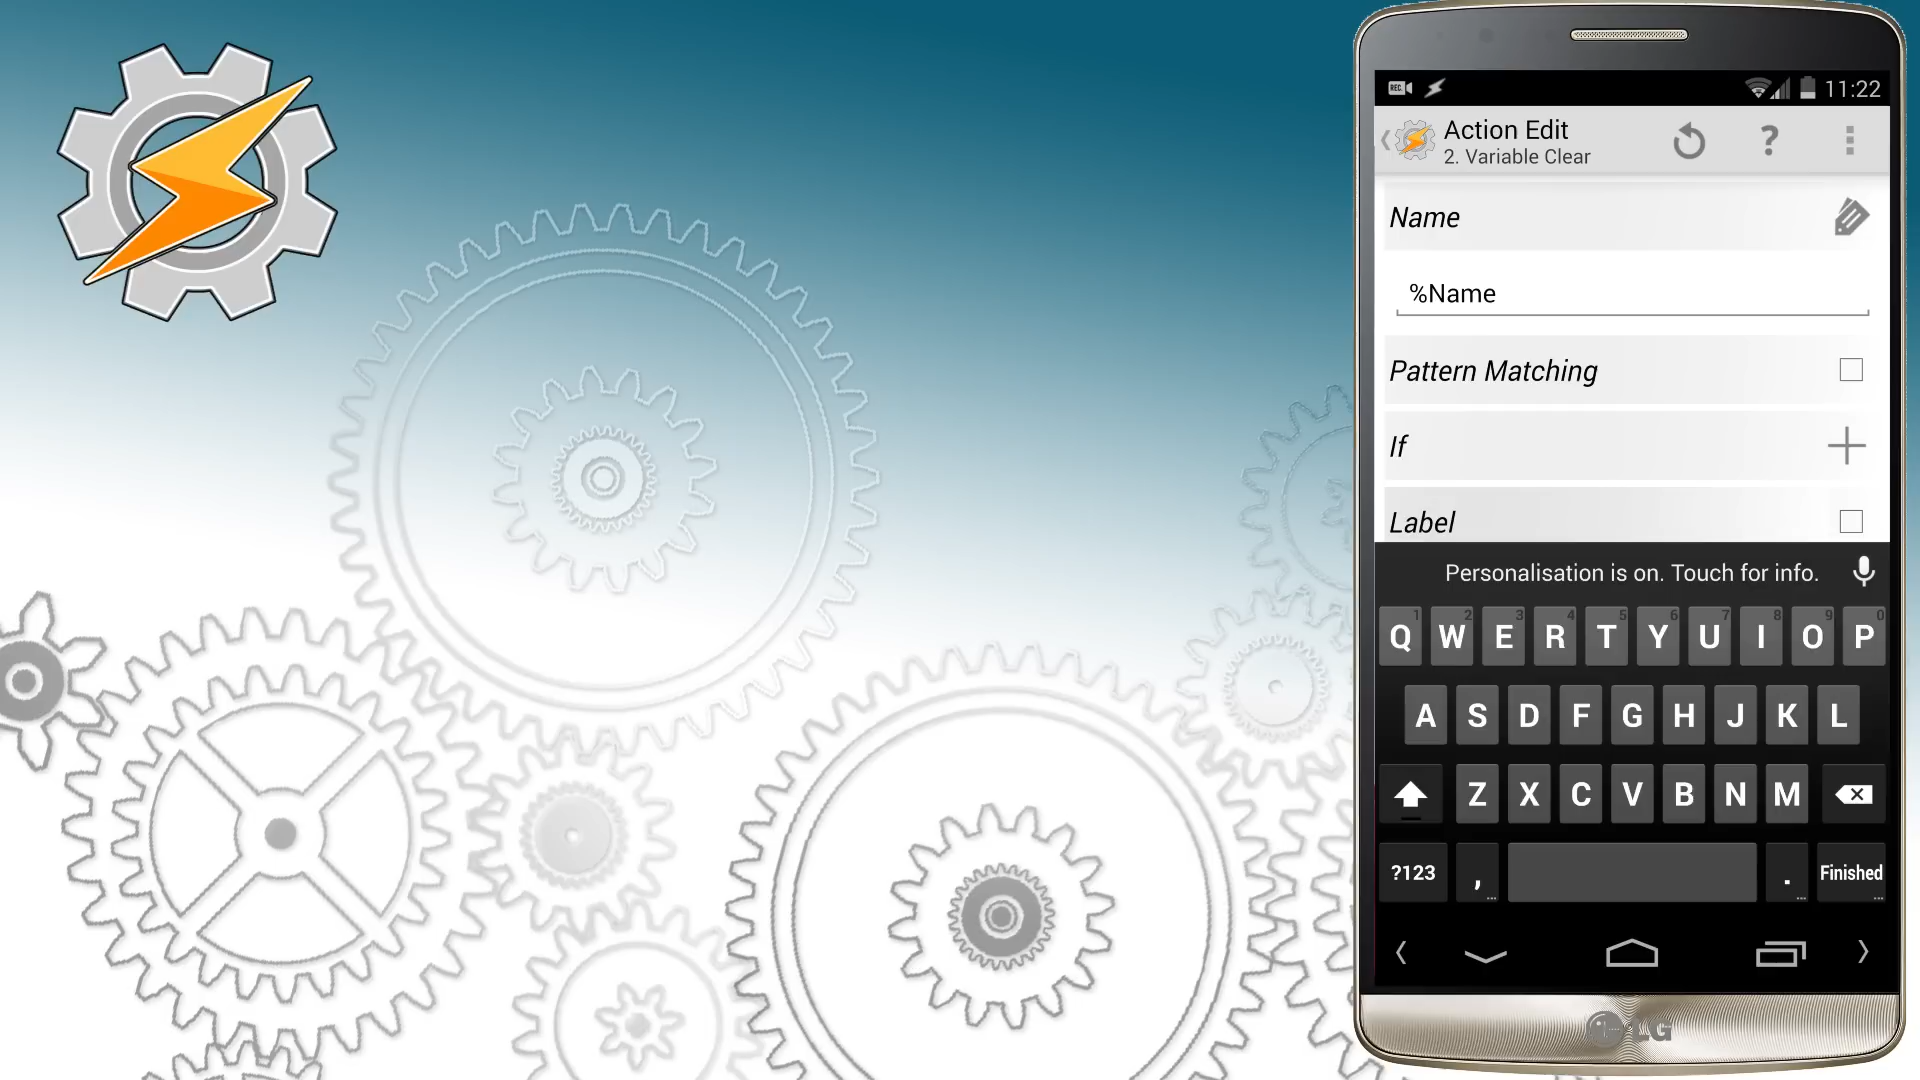 REC
11:22
Action Edit
2. Variable Clear
?
Name
%Name
Pattern Matching
If
Label
Personalisation is on. Touch for info.
1 2 3 4 5 6 7 8 9 0
Q W E R T Y U I O P
A S D F G H J K L
Z X C V B N M
?123 , . Finished
LG